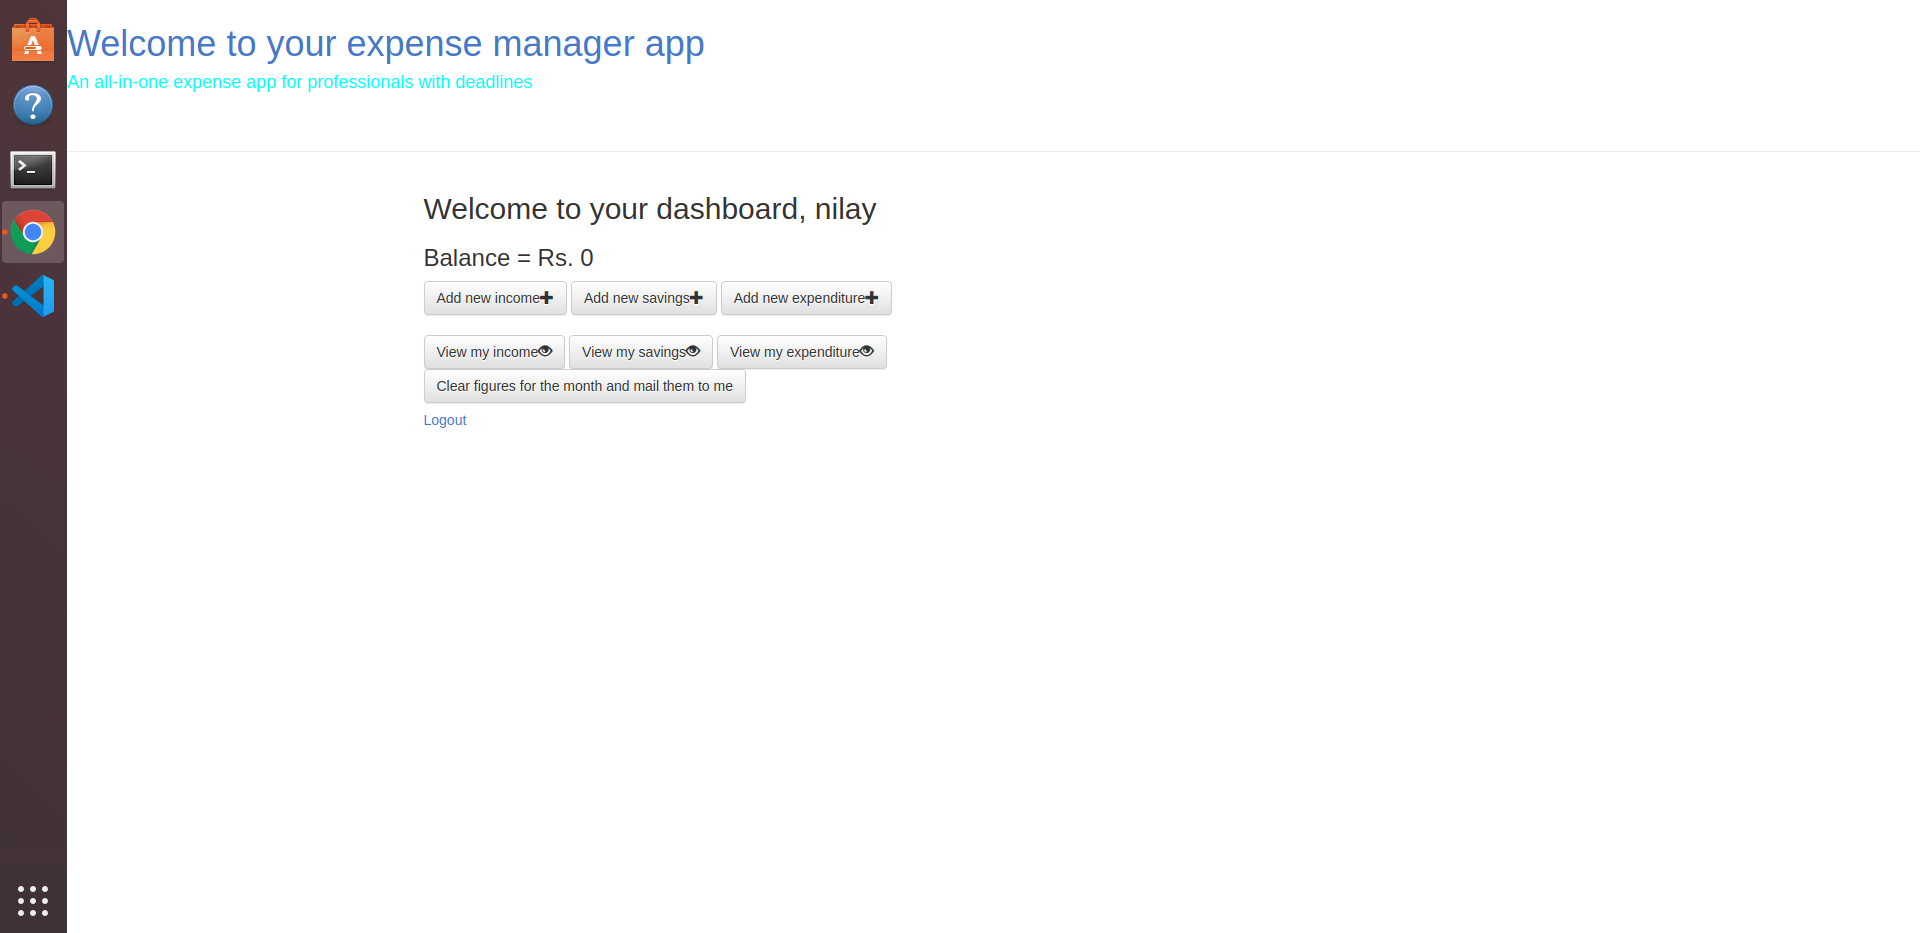 Welcome to your expense manager app
An all-in-one expense app for professionals with deadlines
Welcome to your dashboard, nilay
Balance = Rs. 0
Add new income Add new savings Add new expenditure
View my income View my savings View my expenditure
Clear figures for the month and mail them to me
Logout